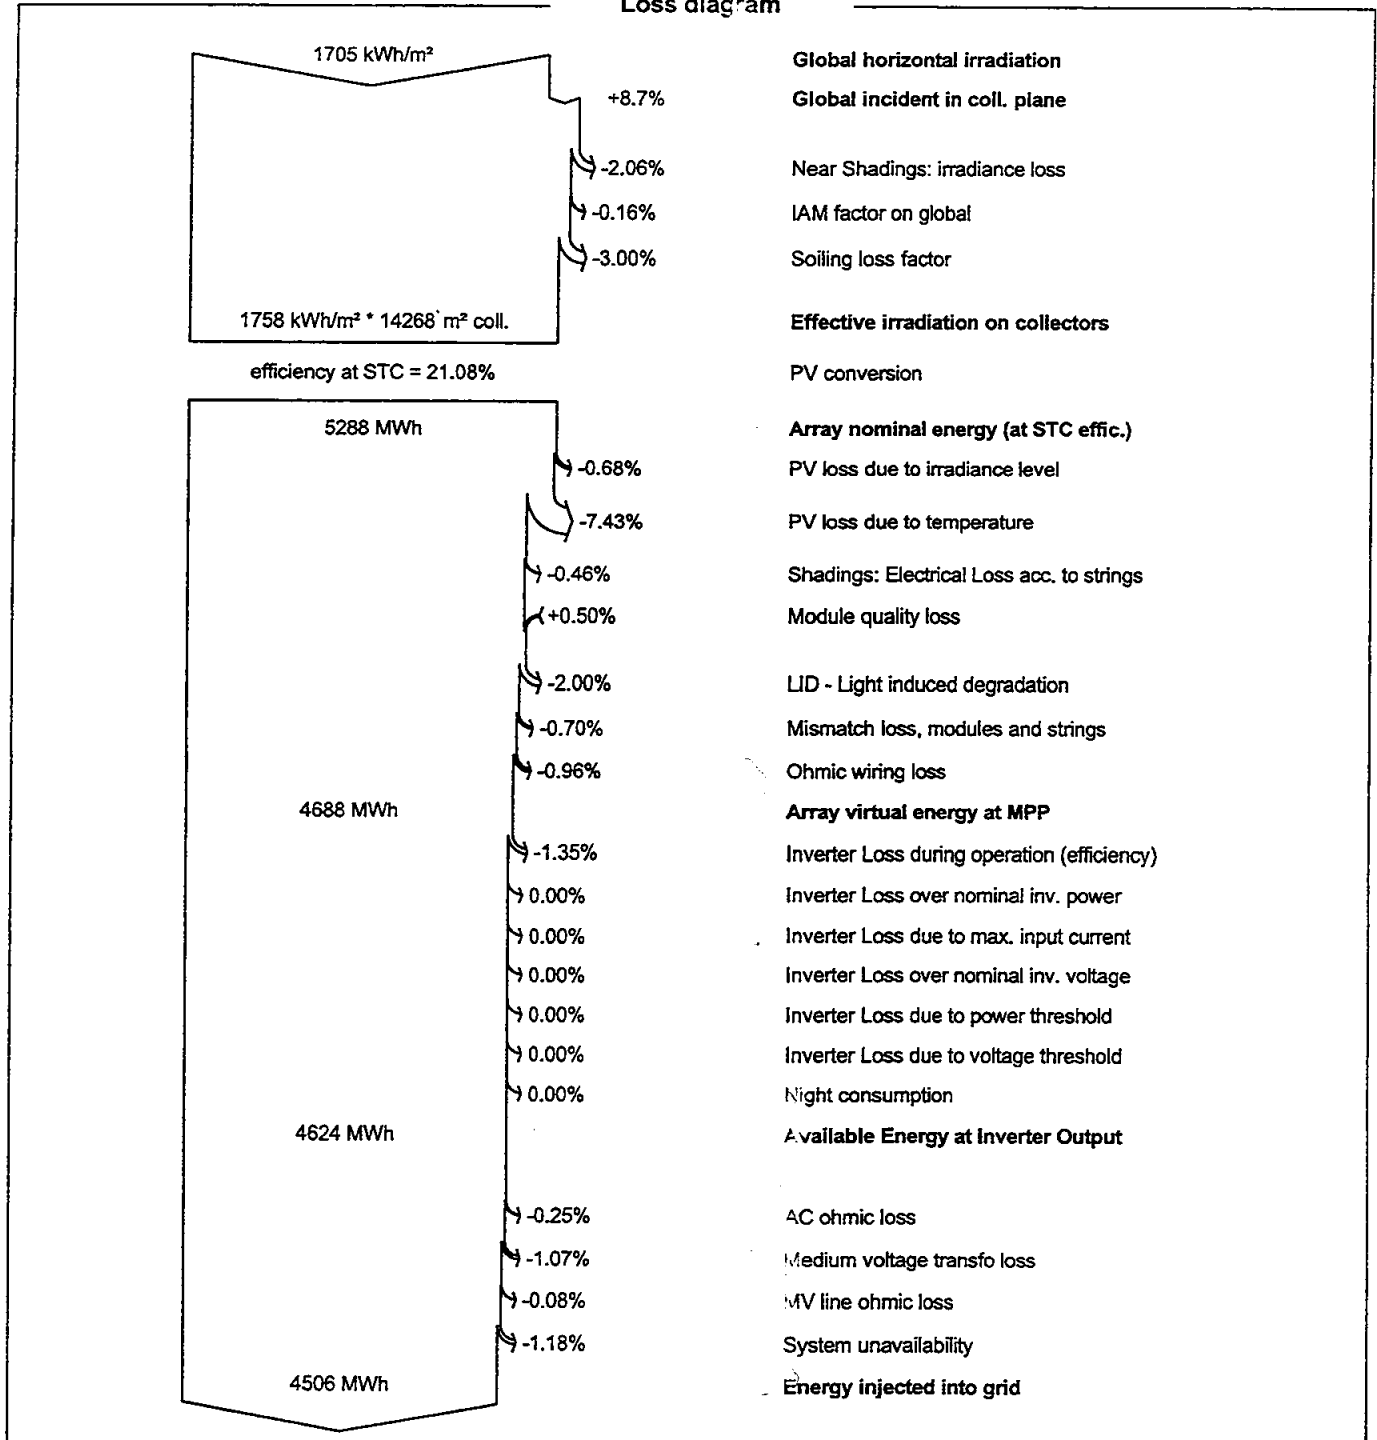 Loss diagram
1705 kWh/m²
Global horizontal irradiation
+8.7%
Global incident in coll. plane
-2.06%
Near Shadings: irradiance loss
-0.16%
IAM factor on global
-3.00%
Soiling loss factor
1758 kWh/m² * 14268 m² coll.
Effective irradiation on collectors
efficiency at STC = 21.08%
PV conversion
5288 MWh
Array nominal energy (at STC effic.)
-0.68%
PV loss due to irradiance level
-7.43%
PV loss due to temperature
-0.46%
Shadings: Electrical Loss acc. to strings
+0.50%
Module quality loss
-2.00%
LID - Light induced degradation
-0.70%
Mismatch loss, modules and strings
-0.96%
Ohmic wiring loss
4688 MWh
Array virtual energy at MPP
-1.35%
Inverter Loss during operation (efficiency)
0.00%
Inverter Loss over nominal inv. power
0.00%
Inverter Loss due to max. input current
0.00%
Inverter Loss over nominal inv. voltage
0.00%
Inverter Loss due to power threshold
0.00%
Inverter Loss due to voltage threshold
0.00%
Night consumption
4624 MWh
Available Energy at Inverter Output
-0.25%
AC ohmic loss
-1.07%
Medium voltage transfo loss
-0.08%
MV line ohmic loss
-1.18%
System unavailability
4506 MWh
Energy injected into grid